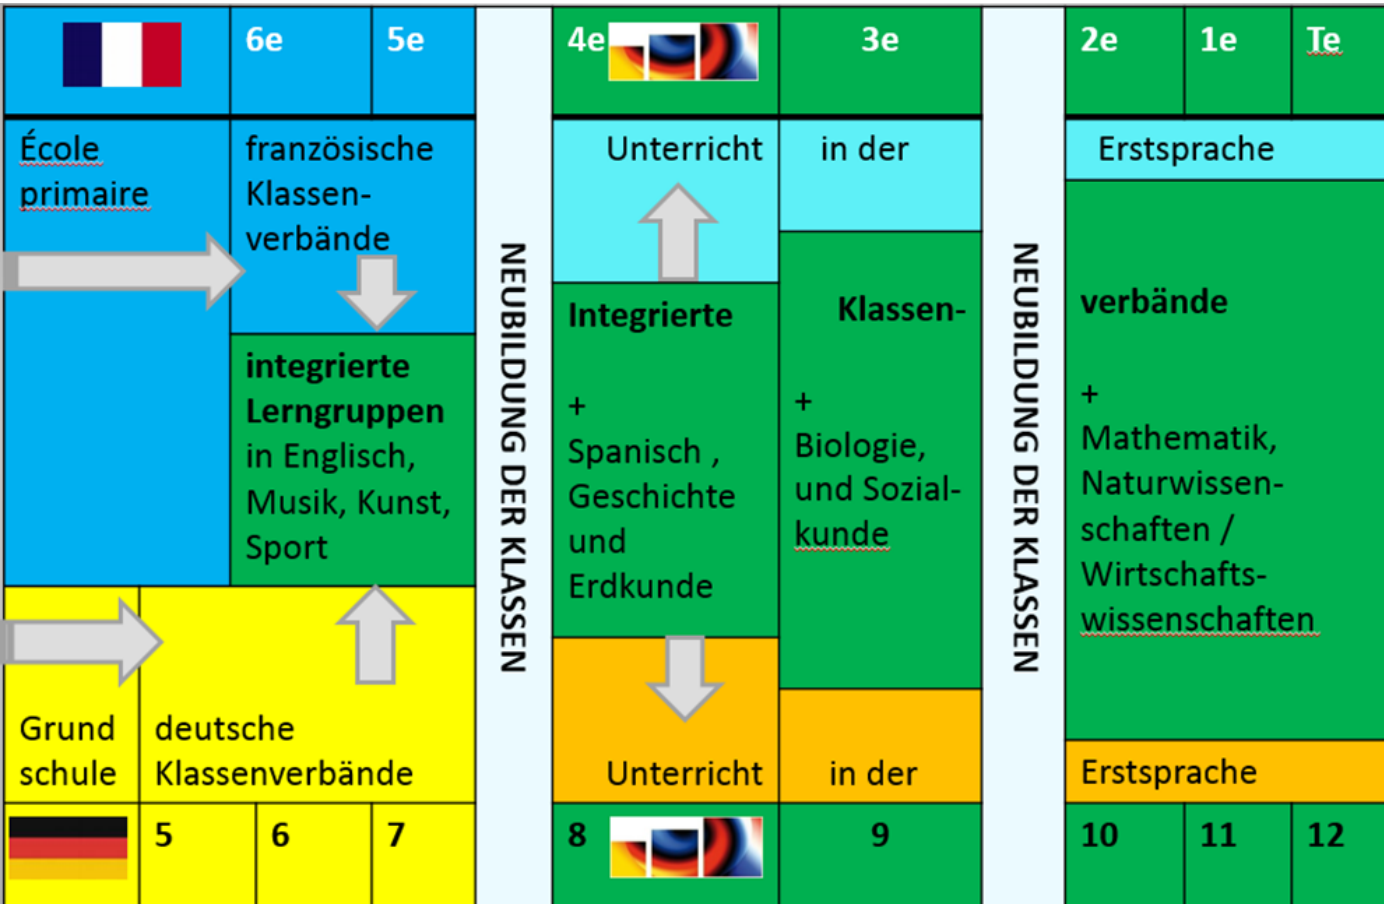 6e 5e 4e 3e 2e 1e Te
École
primaire
französische
Klassen-
verbände
integrierte
Lerngruppen
in Englisch,
Musik, Kunst,
Sport
Grund
schule
deutsche
Klassenverbände
NEUBILDUNG DER KLASSEN
Unterricht in der Erstsprache
Integrierte Klassen- verbände
+
Spanisch ,
Geschichte
und
Erdkunde
+
Biologie,
und Sozial-
kunde
+
Mathematik,
Naturwissen-
schaften /
Wirtschafts-
wissenschaften
Unterricht in der Erstsprache
NEUBILDUNG DER KLASSEN
5 6 7 8 9 10 11 12